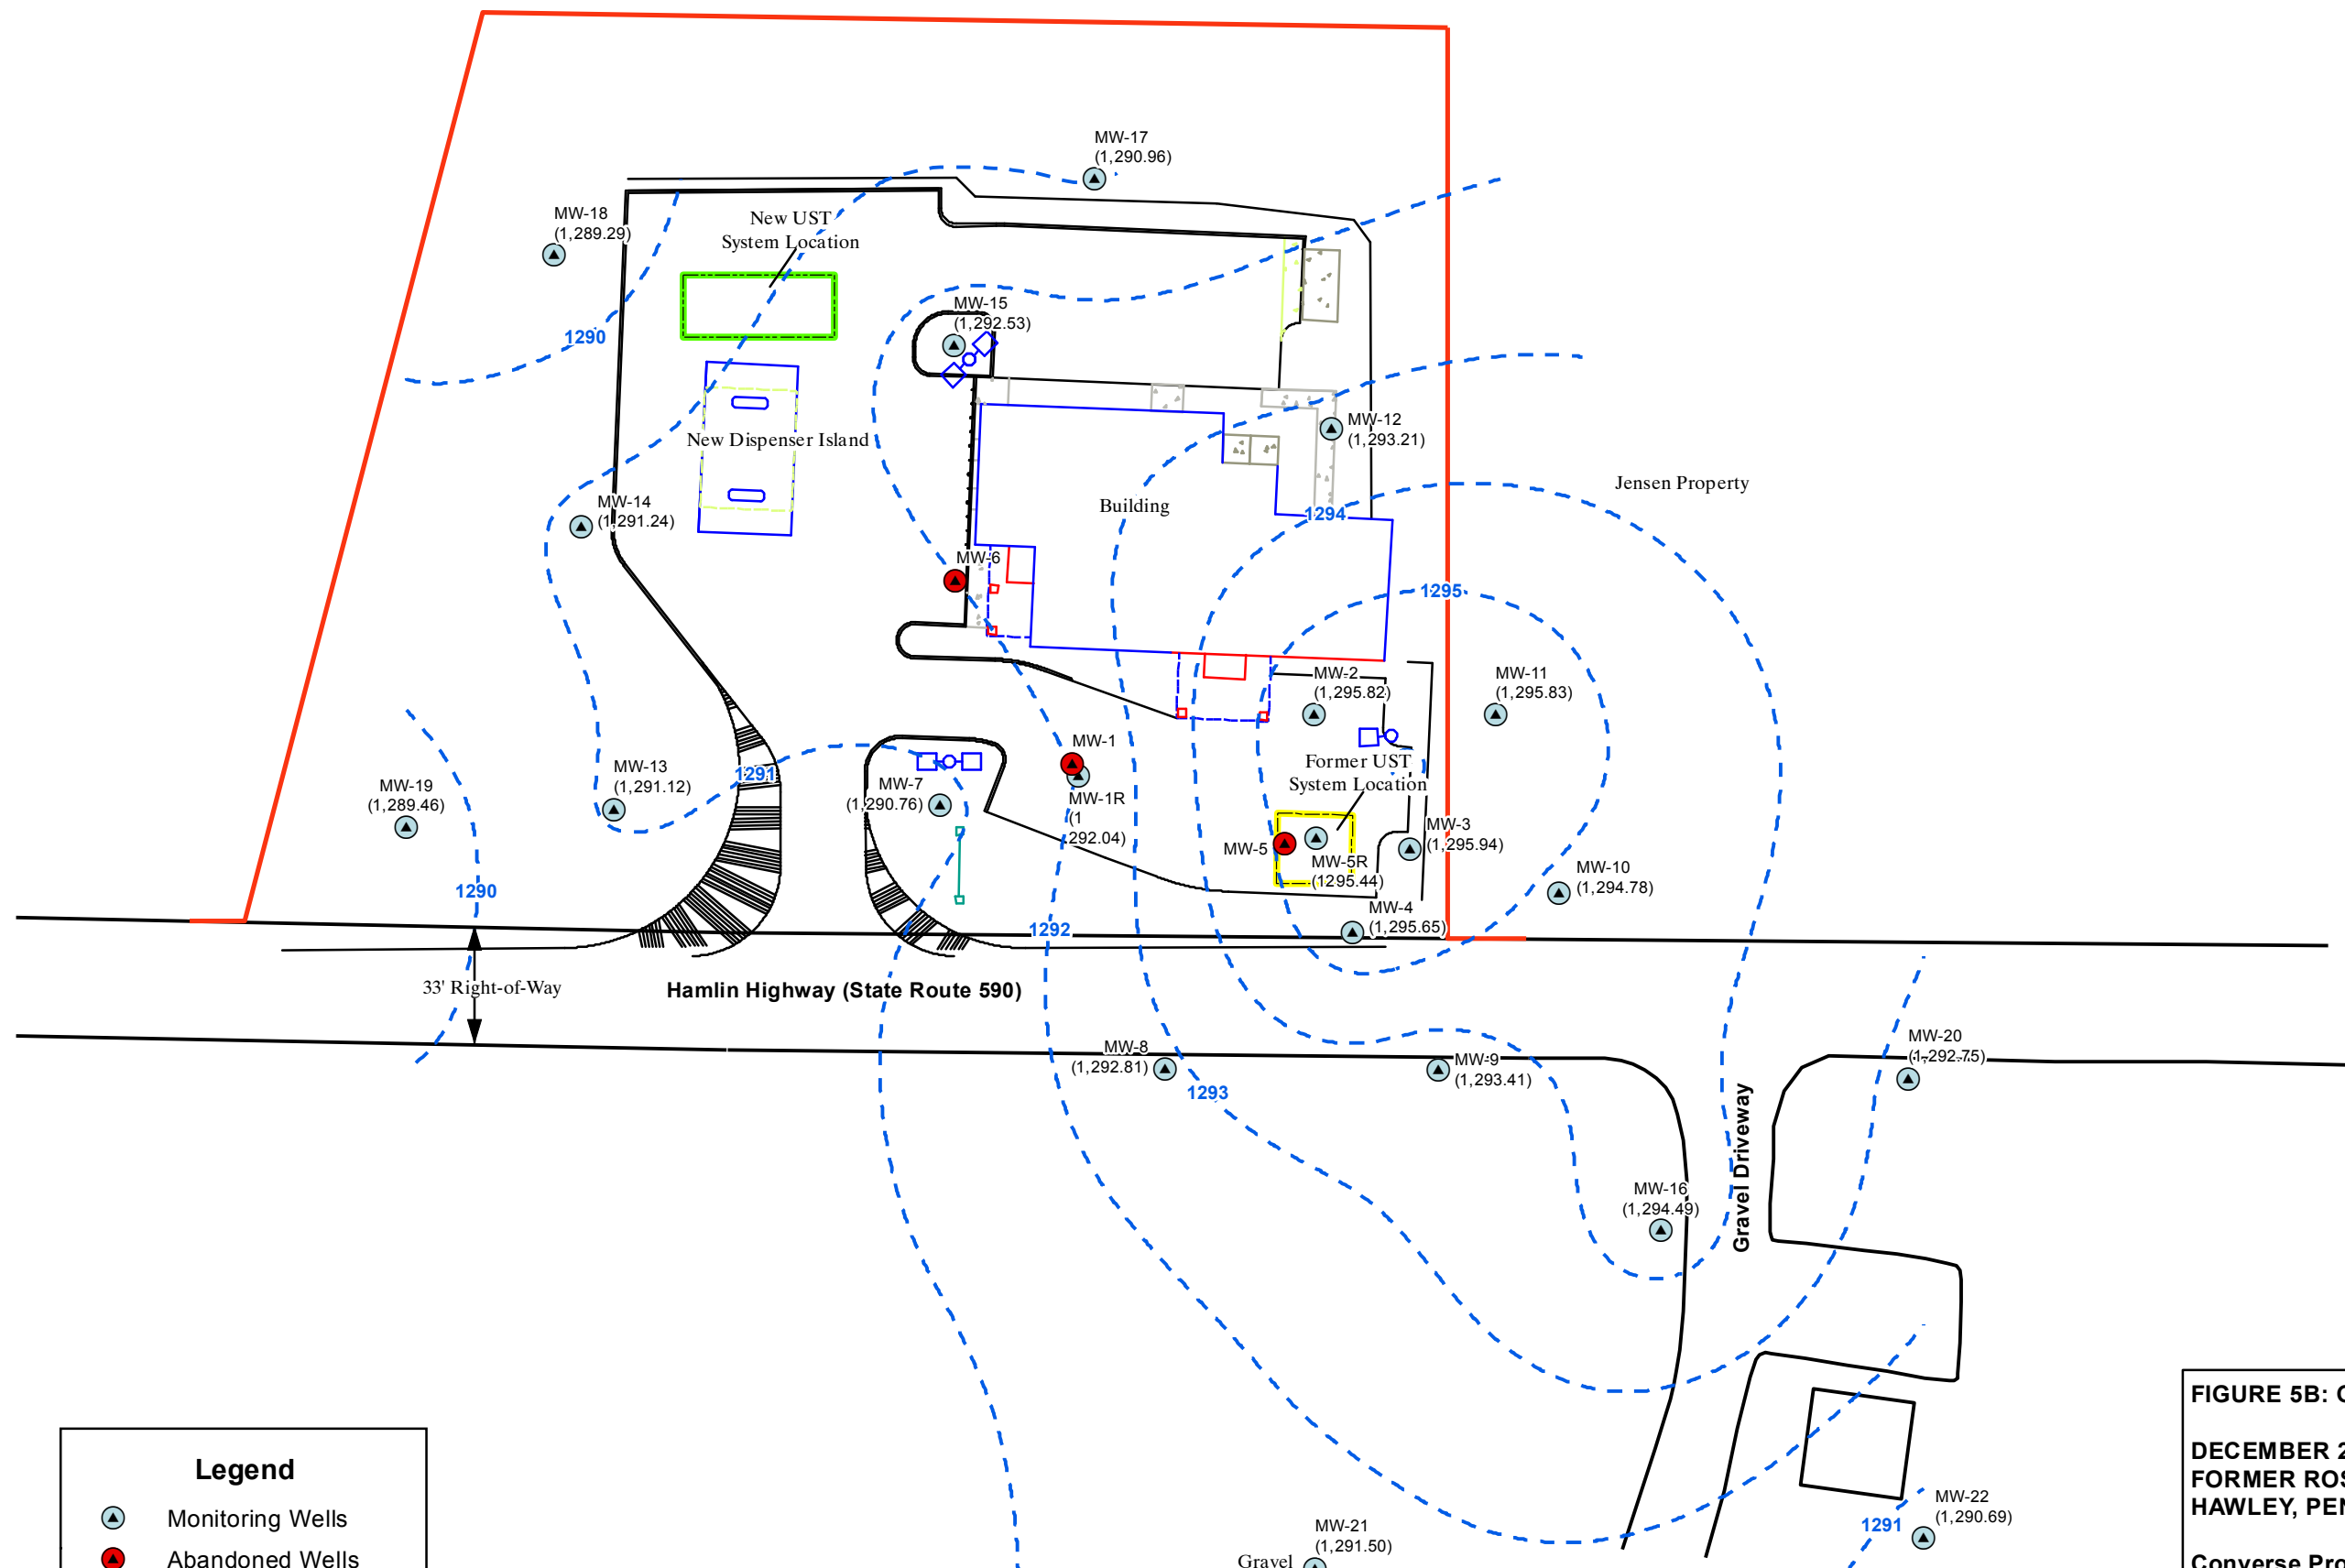 MW-17
(1,290.96)
MW-18
(1,289.29)
New UST
System Location
MW-15
(1,292.53)
1290
MW-12
(1,293.21)
New Dispenser Island
Jensen Property
MW-14
(1,291.24)
Building
1294
MW-6
1295
MW-2
(1,295.82)
MW-11
(1,295.83)
MW-1
Former UST
System Location
MW-13
(1,291.12)
1291
MW-19
(1,289.46)
MW-7
(1,290.76)
MW-1R
(1
292.04)
MW-3
(1,295.94)
MW-5
MW-5R
(1295.44)
MW-10
(1,294.78)
1290
MW-4
(1,295.65)
1292
33' Right-of-Way
Hamlin Highway (State Route 590)
MW-8
(1,292.81)
MW-9
(1,293.41)
MW-20
(1,292.75)
1293
Gravel Driveway
MW-16
(1,294.49)
FIGURE 5B:
DECEMBER 2
FORMER ROS
HAWLEY, PEN
Converse Pro
Legend
Monitoring Wells
Abandoned Wells
MW-22
(1,290.69)
1291
MW-21
(1,291.50)
Gravel